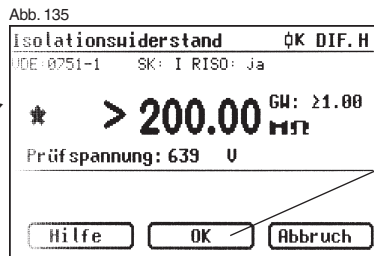 Abb. 135
Isolationswiderstand ϕK DIF. H
VDE:0751-1 SK: I RISO: Ja
* > 200.00 MΩ GW: ≥1.00
Prüfspannung: 639 V
Hilfe OK Abbruch